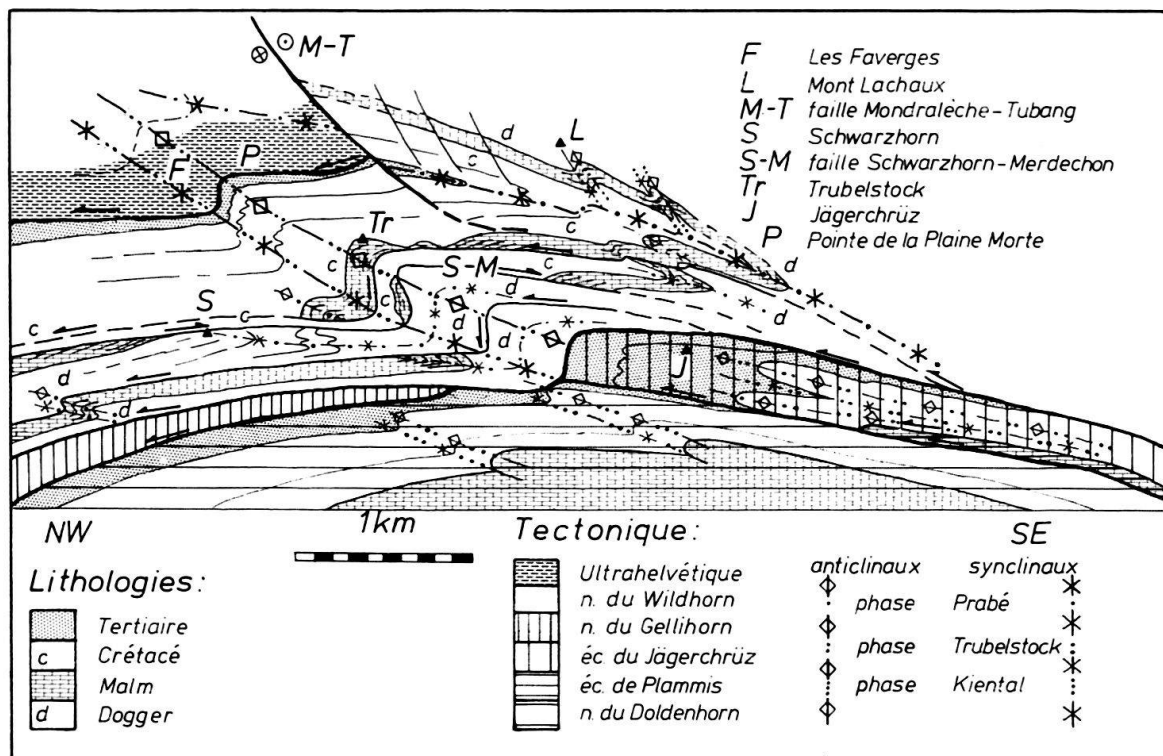 M-T
F Les Faverges
L Mont Lachaux
M-T faille Mondralèche-Tubang
S Schwarzhorn
S-M faille Schwarzhorn-Merdechon
Tr Trubelstock
J Jägerchrüz
P Pointe de la Plaine Morte
d
L
c
F P
c
Tr
c
d
c
S-M
c
d
S
c
d
d
c
c
d
J
d
d
NW
1km
Tectonique:
SE
Lithologies:
Tertiaire
c Crétacé
Malm
d Dogger
Ultrahelvétique
n. du Wildhorn
n. du Gellihorn
éc. du Jägerchrüz
éc. de Plammis
n. du Doldenhorn
anticlinaux synclinaux
phase Prabé
phase Trubelstock
phase Kiental